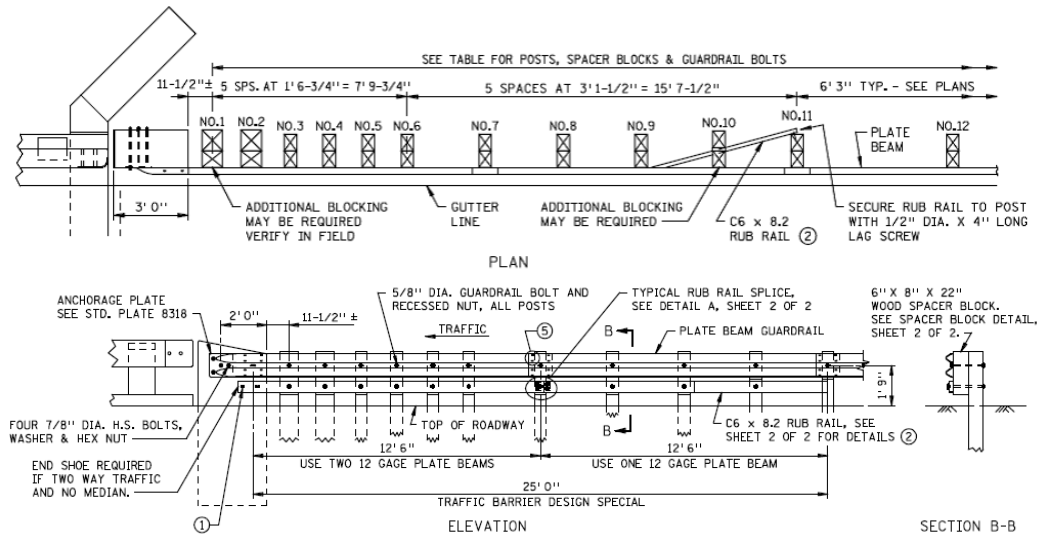 SEE TABLE FOR POSTS, SPACER BLOCKS & GUARDRAIL BOLTS
11-1/2"±
5 SPS. AT 1'6-3/4" = 7' 9-3/4"
5 SPACES AT 3'1-1/2" = 15'7-1/2"
6' 3" TYP. - SEE PLANS
NO.1
NO.2
NO.3
NO.4
NO.5
NO.6
NO.7
NO.8
NO.9
NO.10
NO.11
NO.12
PLATE
BEAM
3'0"
ADDITIONAL BLOCKING
MAY BE REQUIRED
VERIFY IN FIELD
GUTTER
LINE
ADDITIONAL BLOCKING
MAY BE REQUIRED
C6 x 8.2
RUB RAIL ②
SECURE RUB RAIL TO POST
WITH 1/2" DIA. X 4" LONG
LAG SCREW
PLAN
ANCHORAGE PLATE
SEE STD. PLATE 8318
2'0"
11-1/2" ±
5/8" DIA. GUARDRAIL BOLT AND
RECESSED NUT, ALL POSTS
TRAFFIC
⑤
TYPICAL RUB RAIL SPLICE,
SEE DETAIL A, SHEET 2 OF 2
B
PLATE BEAM GUARDRAIL
6" X 8" X 22"
WOOD SPACER BLOCK.
SEE SPACER BLOCK DETAIL,
SHEET 2 OF 2.
1'9"
FOUR 7/8" DIA. H.S. BOLTS,
WASHER & HEX NUT
TOP OF ROADWAY
B
C6 x 8.2 RUB RAIL, SEE
SHEET 2 OF 2 FOR DETAILS ②
END SHOE REQUIRED
IF TWO WAY TRAFFIC
AND NO MEDIAN.
12'6"
USE TWO 12 GAGE PLATE BEAMS
12'6"
USE ONE 12 GAGE PLATE BEAM
25'0"
TRAFFIC BARRIER DESIGN SPECIAL
①
ELEVATION
SECTION B-B